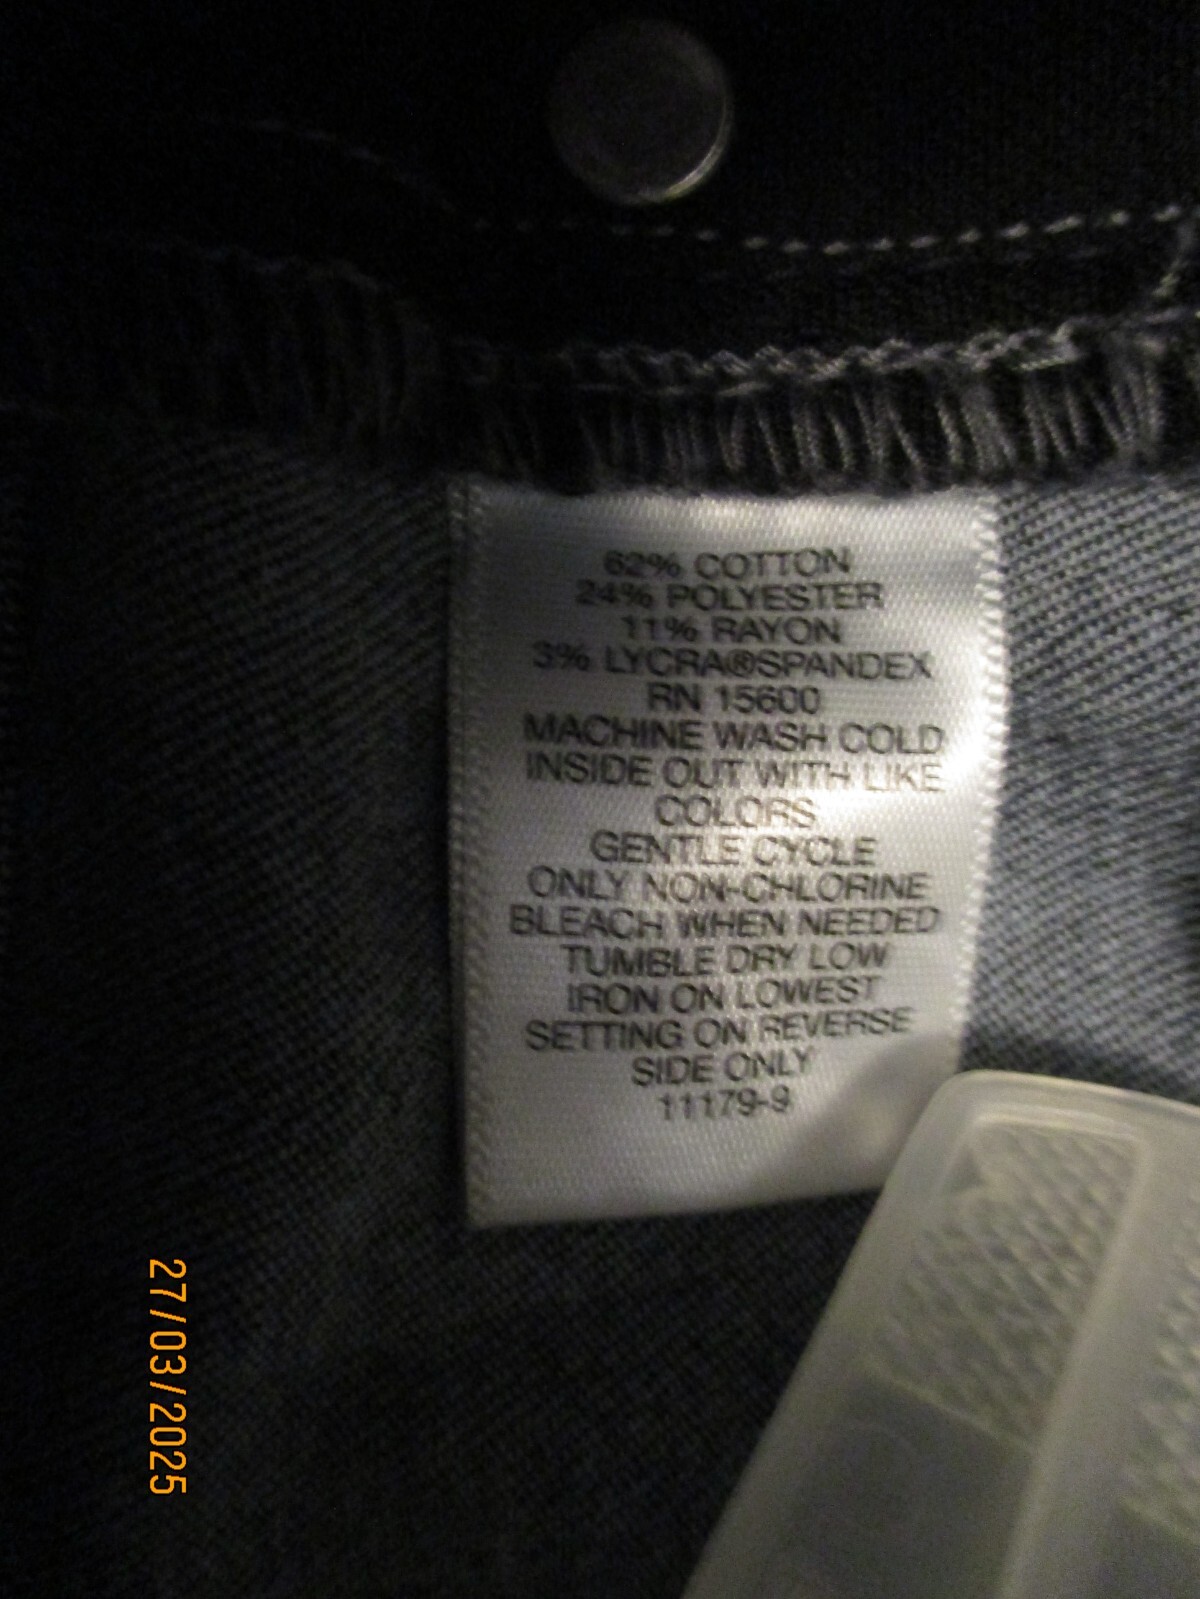 62% COTTON
24% POLYESTER
11% RAYON
3% LYCRA®SPANDEX
RN 15600
MACHINE WASH COLD
INSIDE OUT WITH LIKE
COLORS
GENTLE CYCLE
ONLY NON-CHLORINE
BLEACH WHEN NEEDED
TUMBLE DRY LOW
IRON ON LOWEST
SETTING ON REVERSE
SIDE ONLY
11179-9
27/03/2025